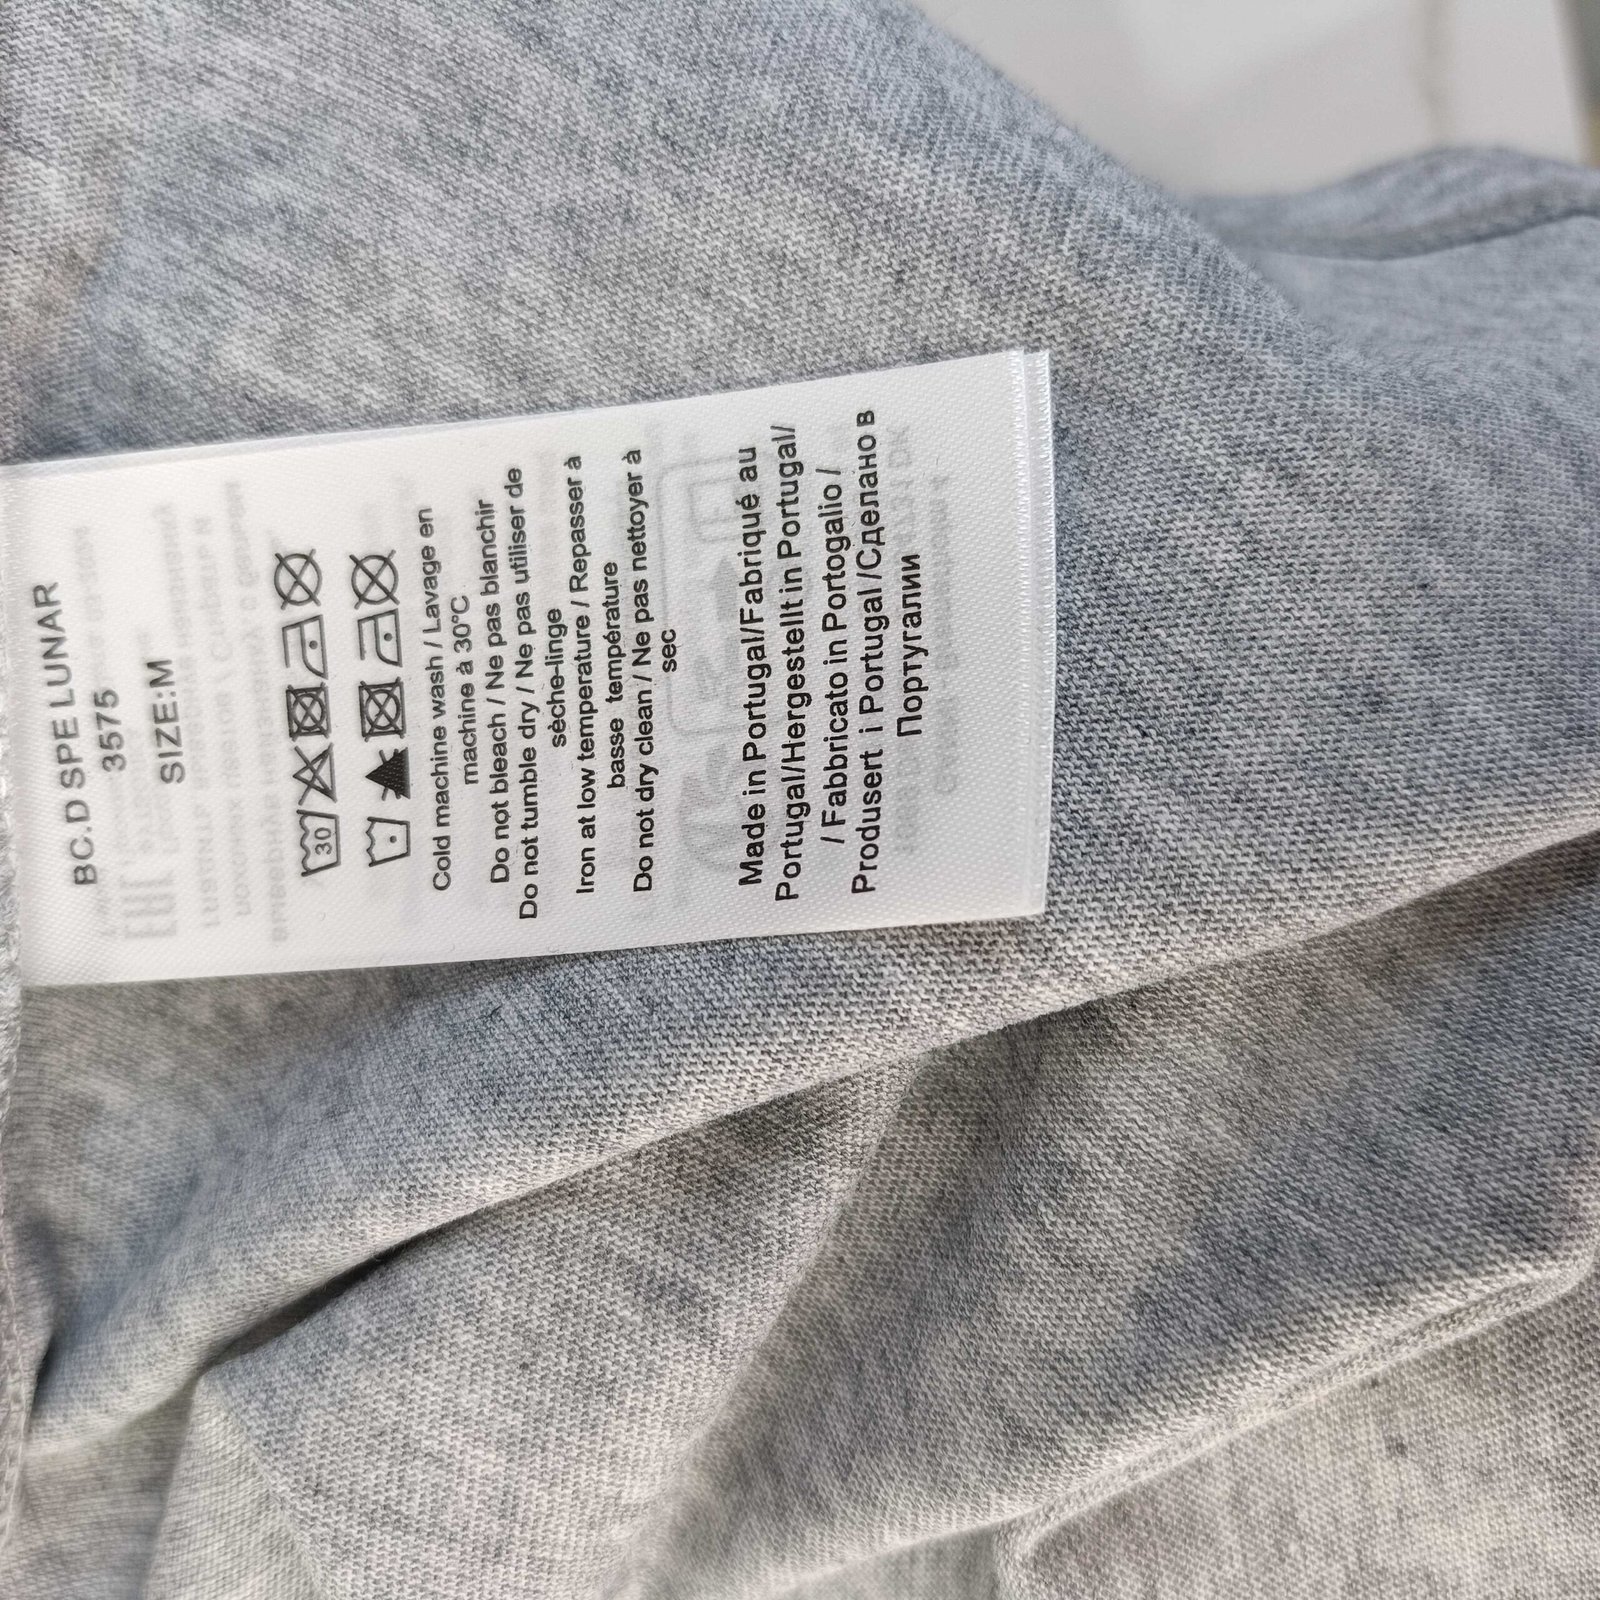 BC.D SPE LUNAR
3575
SIZE:M
30
Cold machine wash / Lavage en
machine à 30°C
Do not bleach / Ne pas blanchir
Do not tumble dry / Ne pas utiliser de
sèche-linge
Iron at low temperature / Repasser à
basse température
Do not dry clean / Ne pas nettoyer à
sec
Made in Portugal/Fabriqué au
Portugal/Hergestellt in Portugal/
/Fabbricato in Portogalio /
Produsert i Portugal /Сделано в
Португалии